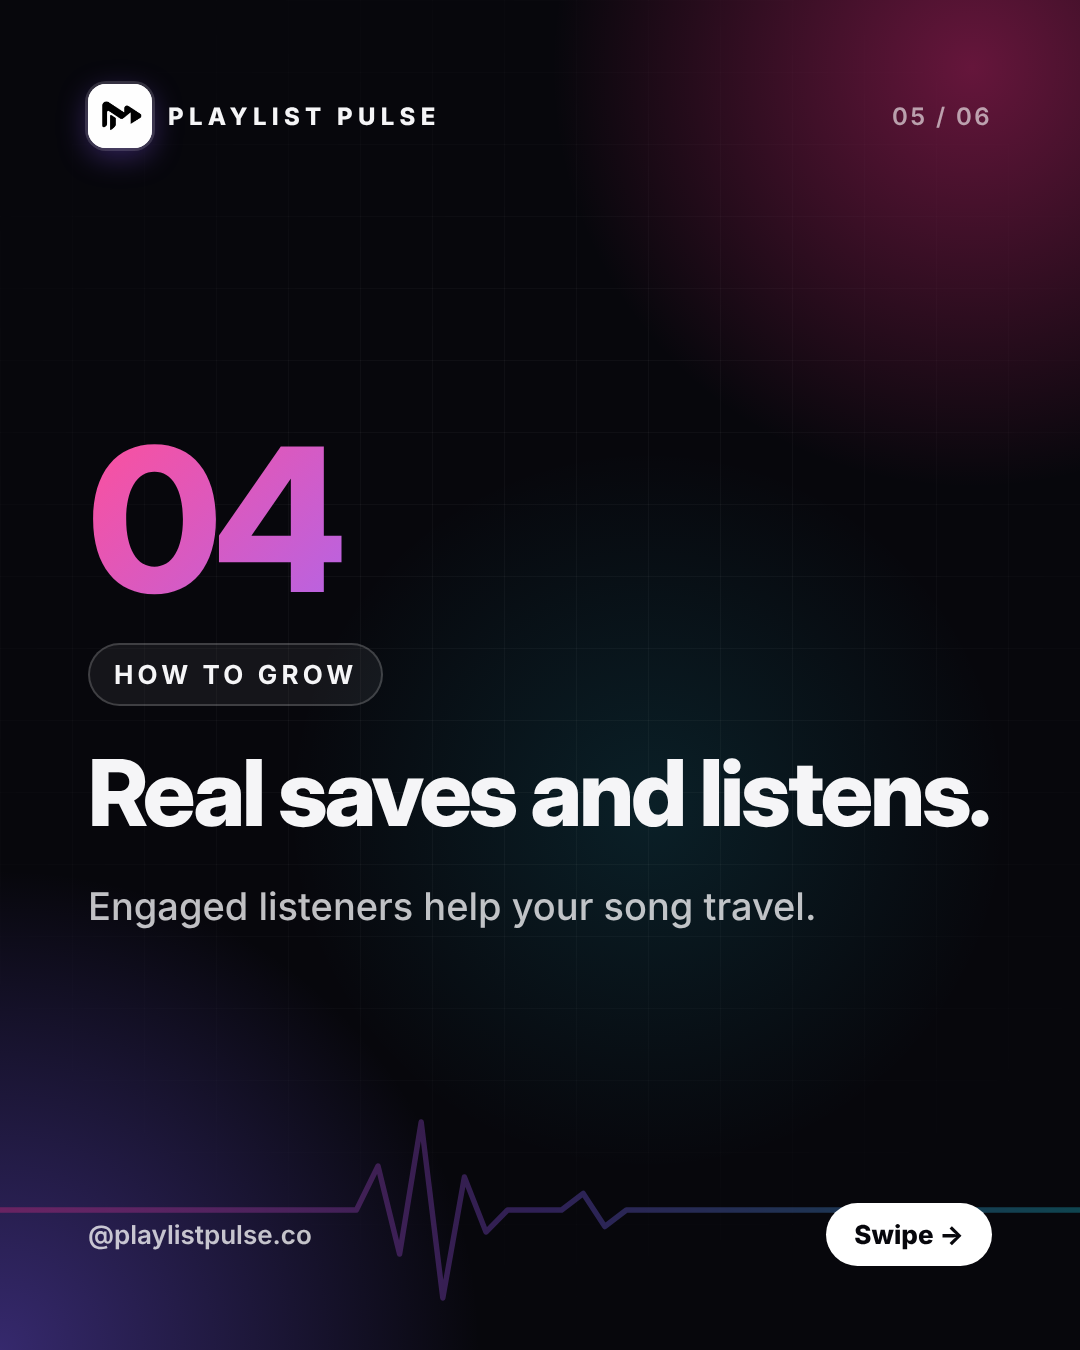 PLAYLIST PULSE
05 / 06
04
HOW TO GROW
Real saves and listens.
Engaged listeners help your song travel.
@playlistpulse.co
Swipe →